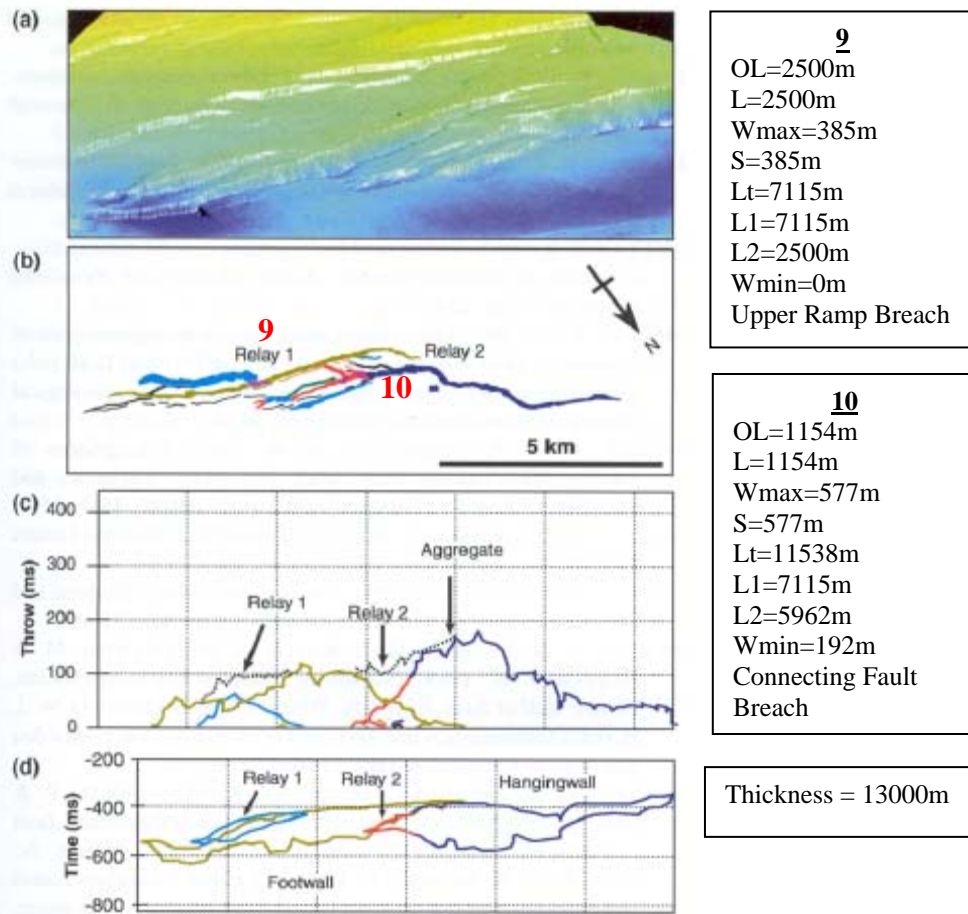 (a)
(b)
9
Relay 1
Relay 2
10
N
5 km
(c)
400
300
200
100
0
Throw (ms)
Relay 1
Relay 2
Aggregate
(d)
-200
-400
-600
-800
Time (ms)
Relay 1
Relay 2
Hangingwall
Footwall
9
OL=2500m
L=2500m
Wmax=385m
S=385m
Lt=7115m
L1=7115m
L2=2500m
Wmin=0m
Upper Ramp Breach
10
OL=1154m
L=1154m
Wmax=577m
S=577m
Lt=11538m
L1=7115m
L2=5962m
Wmin=192m
Connecting Fault
Breach
Thickness = 13000m